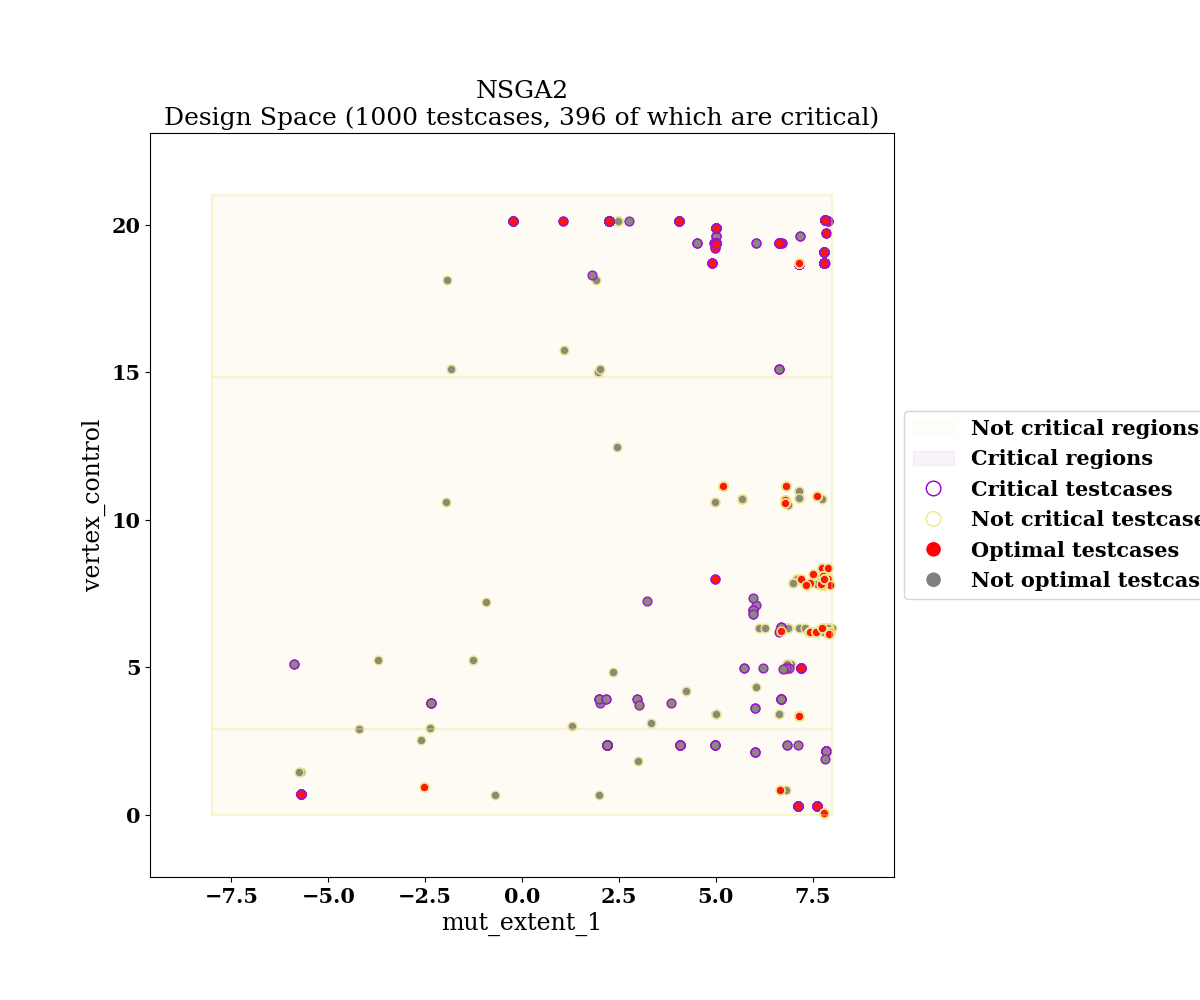 NSGA2
Design Space (1000 testcases, 396 of which are critical)
20
15
10
5
0
vertex_control
−7.5
−5.0
−2.5
0.0
2.5
5.0
7.5
mut_extent_1
Not critical regions
Critical regions
Critical testcases
Not critical testcase
Optimal testcases
Not optimal testcas